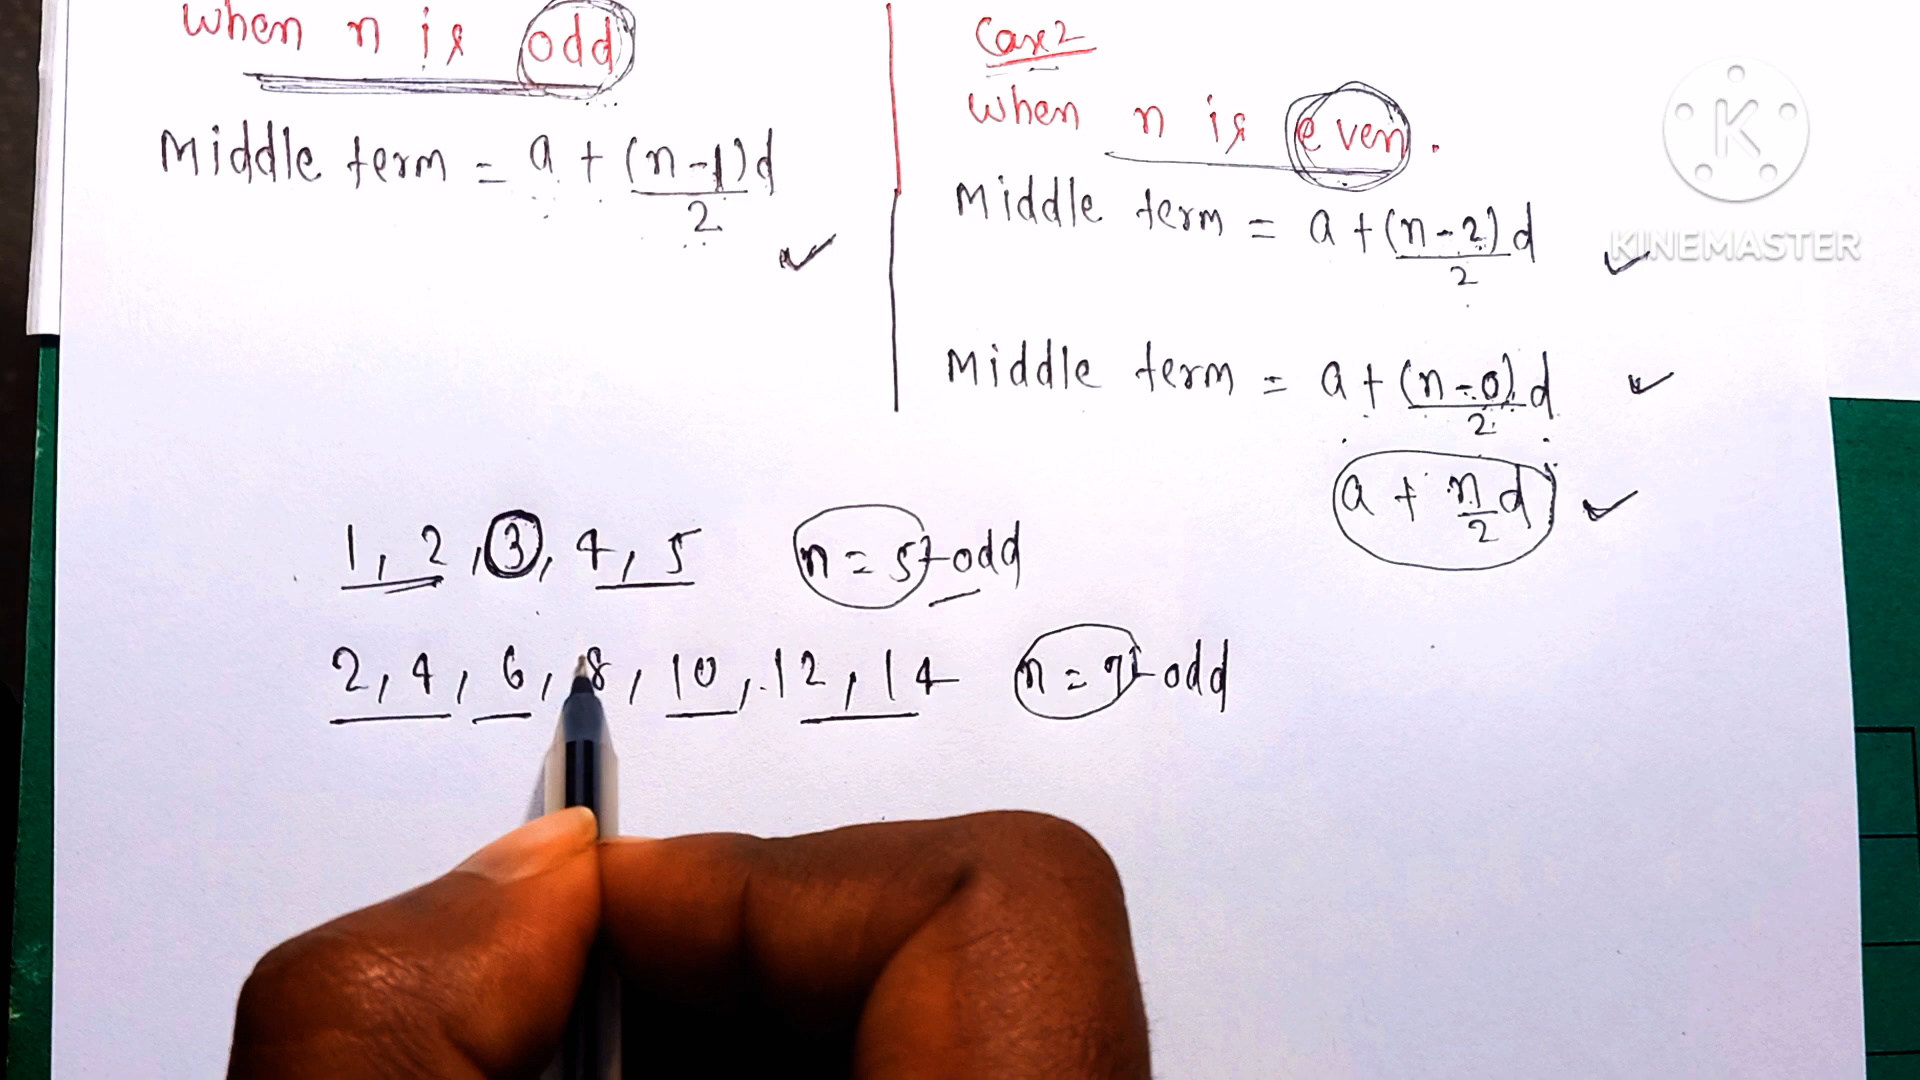 when n is odd
Middle term = a + (n-1)d
2
Case 2
when n is even.
Middle term = a + (n-2)d
2
Middle term = a + (n-0)d
2
a + n d
2
1, 2, 3, 4, 5 n = 5 odd
2, 4, 6, 8, 10, 12, 14 n = 7 odd
K
KINEMASTER